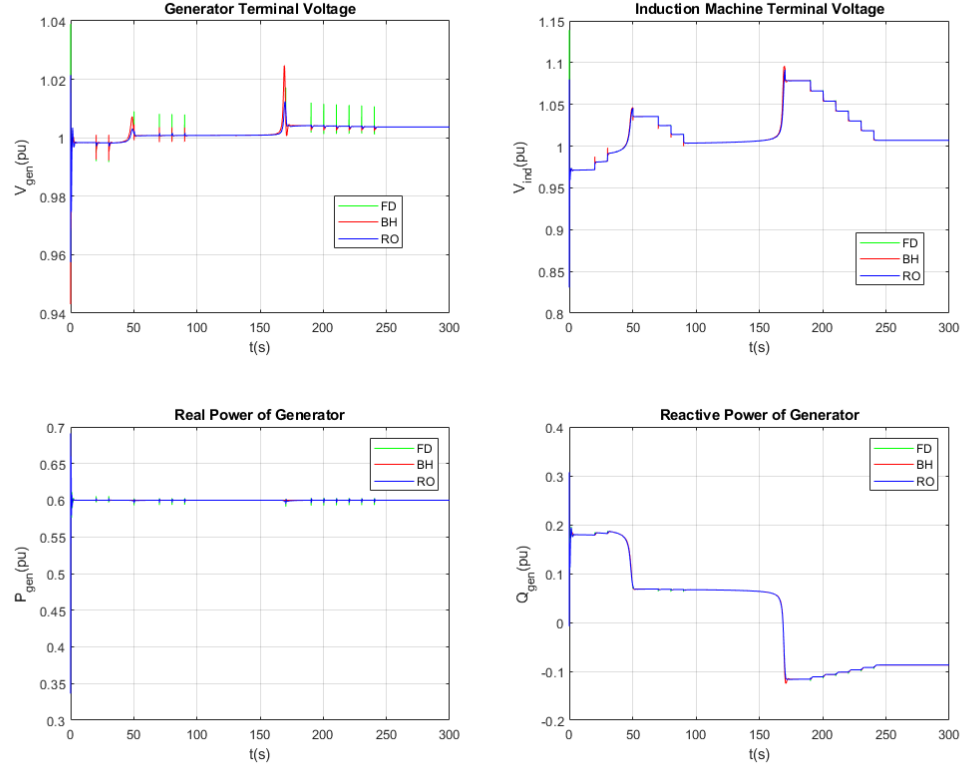 Generator Terminal Voltage
1.04
1.02
1
0.98
0.96
0.94
V_gen(pu)
FD
BH
RO
0 50 100 150 200 250 300
t(s)
Induction Machine Terminal Voltage
1.15
1.1
1.05
1
0.95
0.9
0.85
0.8
V_ind(pu)
FD
BH
RO
0 50 100 150 200 250 300
t(s)
Real Power of Generator
0.7
0.65
0.6
0.55
0.5
0.45
0.4
0.35
0.3
P_gen(pu)
FD
BH
RO
0 50 100 150 200 250 300
t(s)
Reactive Power of Generator
0.4
0.3
0.2
0.1
0
-0.1
-0.2
Q_gen(pu)
FD
BH
RO
0 50 100 150 200 250 300
t(s)